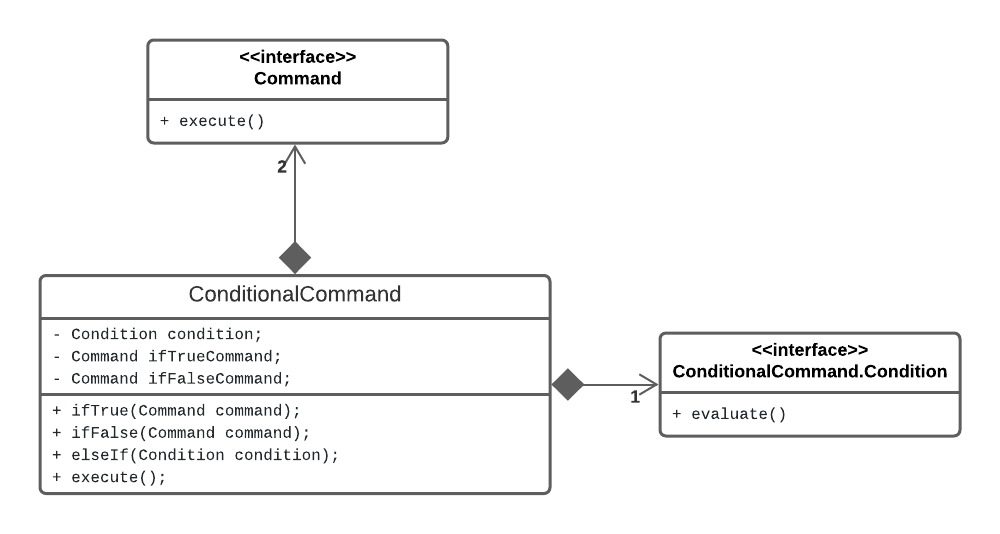 <<interface>>
Command
+ execute()
2
ConditionalCommand
- Condition condition;
- Command ifTrueCommand;
- Command ifFalseCommand;
+ ifTrue(Command command);
+ ifFalse(Command command);
+ elseIf(Condition condition);
+ execute();
1
<<interface>>
ConditionalCommand.Condition
+ evaluate()